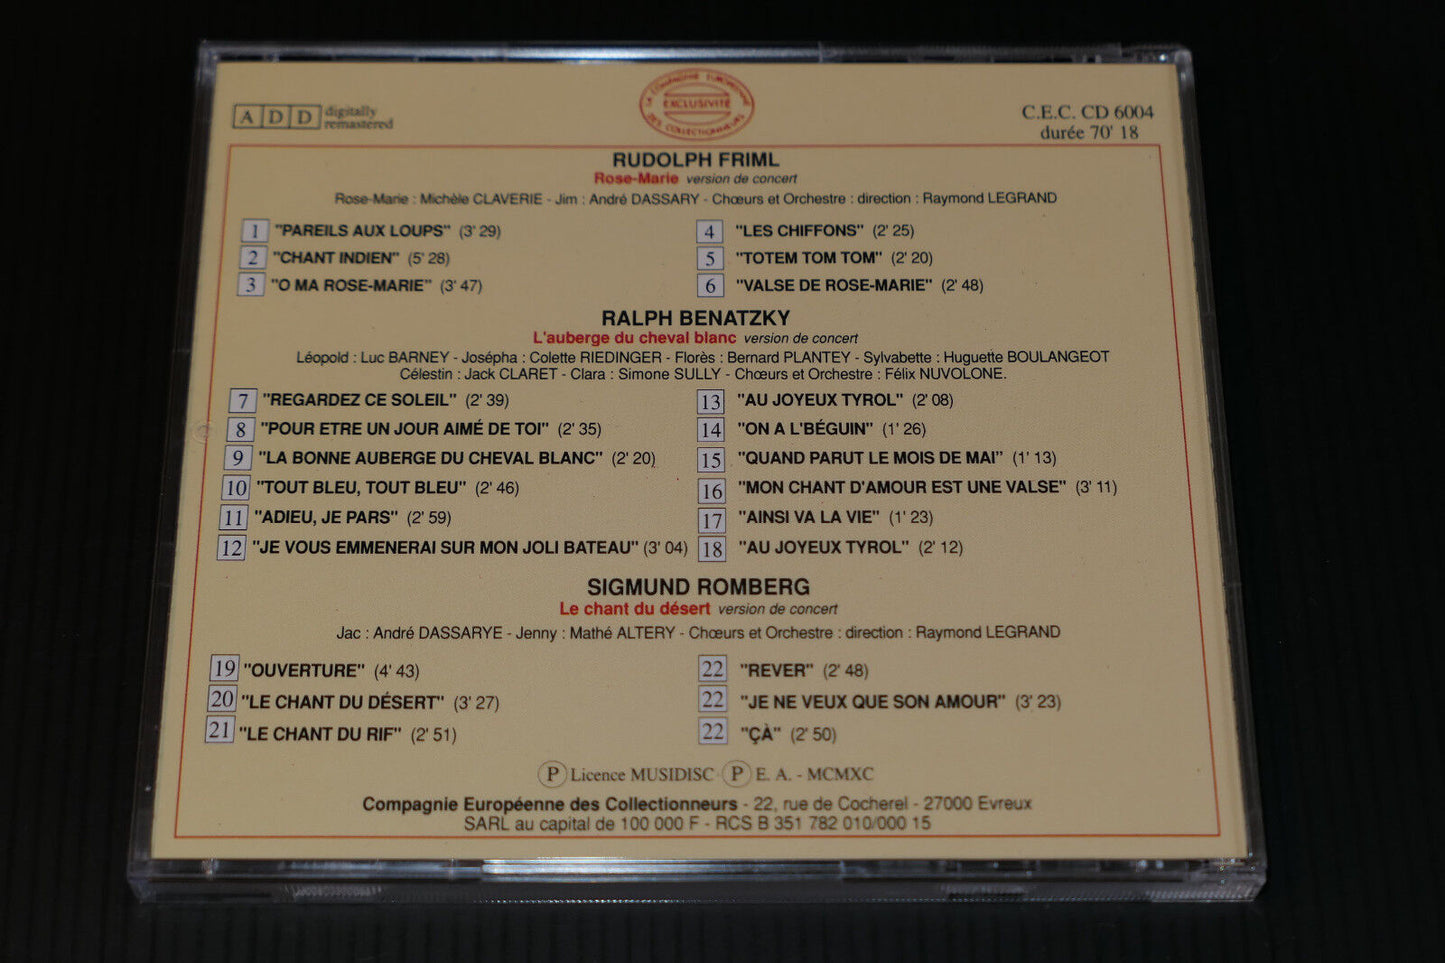 A D D digitally remastered
LA COMPAGNIE EUROPÉENNE
EXCLUSIVITÉ
DES COLLECTIONNEURS
C.E.C. CD 6004
durée 70' 18
RUDOLPH FRIML
Rose-Marie version de concert
Rose-Marie : Michèle CLAVERIE - Jim : André DASSARY - Chœurs et Orchestre : direction : Raymond LEGRAND
1 "PAREILS AUX LOUPS" (3' 29)
2 "CHANT INDIEN" (5' 28)
3 "O MA ROSE-MARIE" (3' 47)
4 "LES CHIFFONS" (2' 25)
5 "TOTEM TOM TOM" (2' 20)
6 "VALSE DE ROSE-MARIE" (2' 48)
RALPH BENATZKY
L'auberge du cheval blanc version de concert
Léopold : Luc BARNEY - Josépha : Colette RIEDINGER - Florès : Bernard PLANTEY - Sylvabette : Huguette BOULANGEOT
Célestin : Jack CLARET - Clara : Simone SULLY - Chœurs et Orchestre : Félix NUVOLONE.
7 "REGARDEZ CE SOLEIL" (2' 39)
8 "POUR ETRE UN JOUR AIMÉ DE TOI" (2' 35)
9 "LA BONNE AUBERGE DU CHEVAL BLANC" (2' 20)
10 "TOUT BLEU, TOUT BLEU" (2' 46)
11 "ADIEU, JE PARS" (2' 59)
12 "JE VOUS EMMENERAI SUR MON JOLI BATEAU" (3' 04)
13 "AU JOYEUX TYROL" (2' 08)
14 "ON A L'BÉGUIN" (1' 26)
15 "QUAND PARUT LE MOIS DE MAI" (1' 13)
16 "MON CHANT D'AMOUR EST UNE VALSE" (3' 11)
17 "AINSI VA LA VIE" (1' 23)
18 "AU JOYEUX TYROL" (2' 12)
SIGMUND ROMBERG
Le chant du désert version de concert
Jac : André DASSARYE - Jenny : Mathé ALTERY - Chœurs et Orchestre : direction : Raymond LEGRAND
19 "OUVERTURE" (4' 43)
20 "LE CHANT DU DÉSERT" (3' 27)
21 "LE CHANT DU RIF" (2' 51)
22 "REVER" (2' 48)
22 "JE NE VEUX QUE SON AMOUR" (3' 23)
22 "ÇÀ" (2' 50)
Ⓟ Licence MUSIDISC Ⓟ E. A. - MCMXC
Compagnie Européenne des Collectionneurs - 22, rue de Cocherel - 27000 Evreux
SARL au capital de 100 000 F - RCS B 351 782 010/000 15